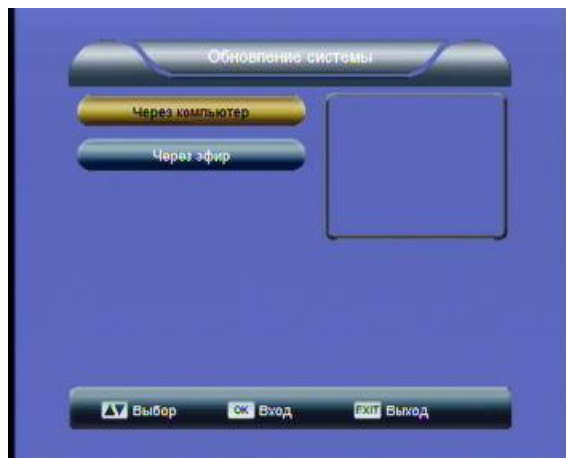 Обновление системы
Через компьютер
Через эфир
▲▼ Выбор OK Вход EXIT Выход